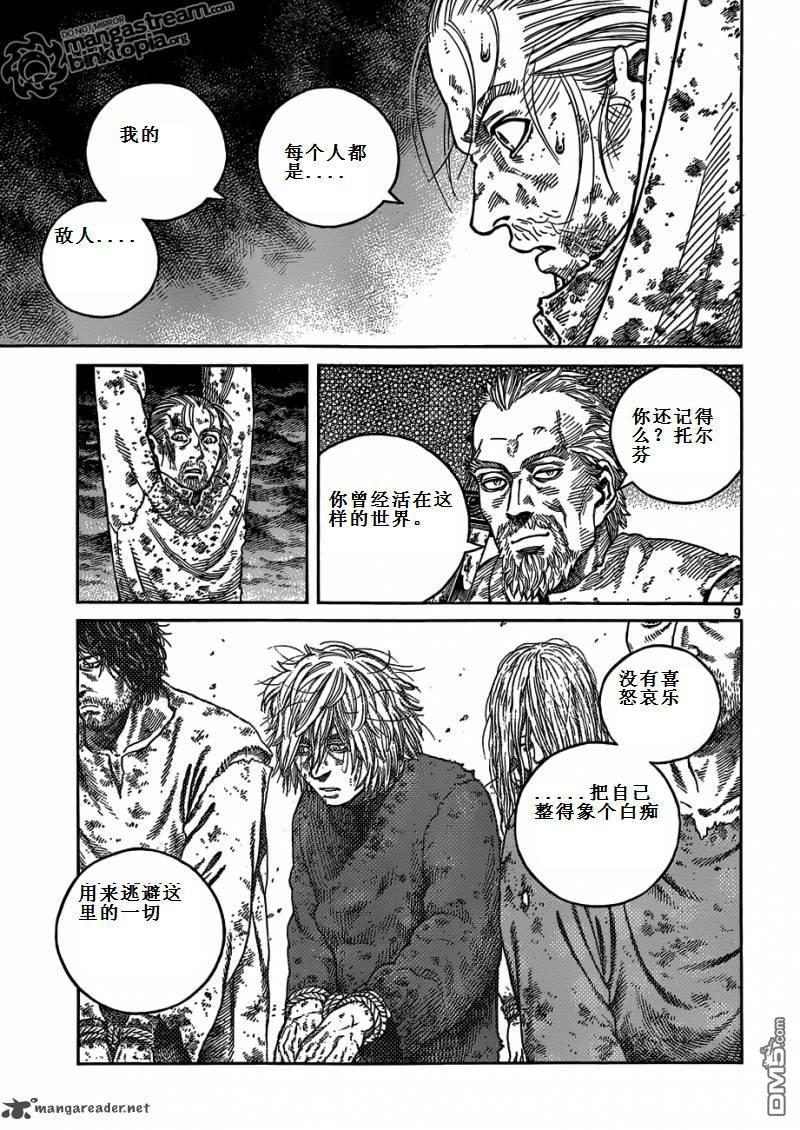 DO NOT MIRROR
mangastream.com
binktopia.org
每个人都
是....
我的
敌人....
你还记得
么？托尔
芬
你曾经活在这
样的世界。
9
没有喜
怒哀乐
.....把自己
整得象个白痴
用来逃避这
里的一切
DM5.com
mangareader.net